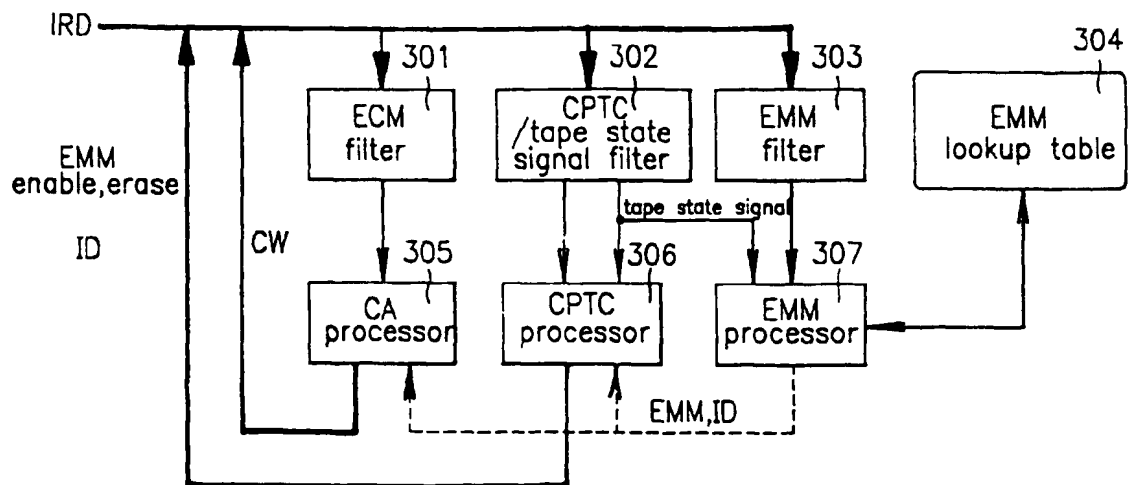 IRD
301
302
303
304
ECM
filter
CPTC
/tape state
signal filter
EMM
filter
EMM
lookup table
EMM
enable,erase
ID
CW
tape state signal
305
306
307
CA
processor
CPTC
processor
EMM
processor
EMM,ID